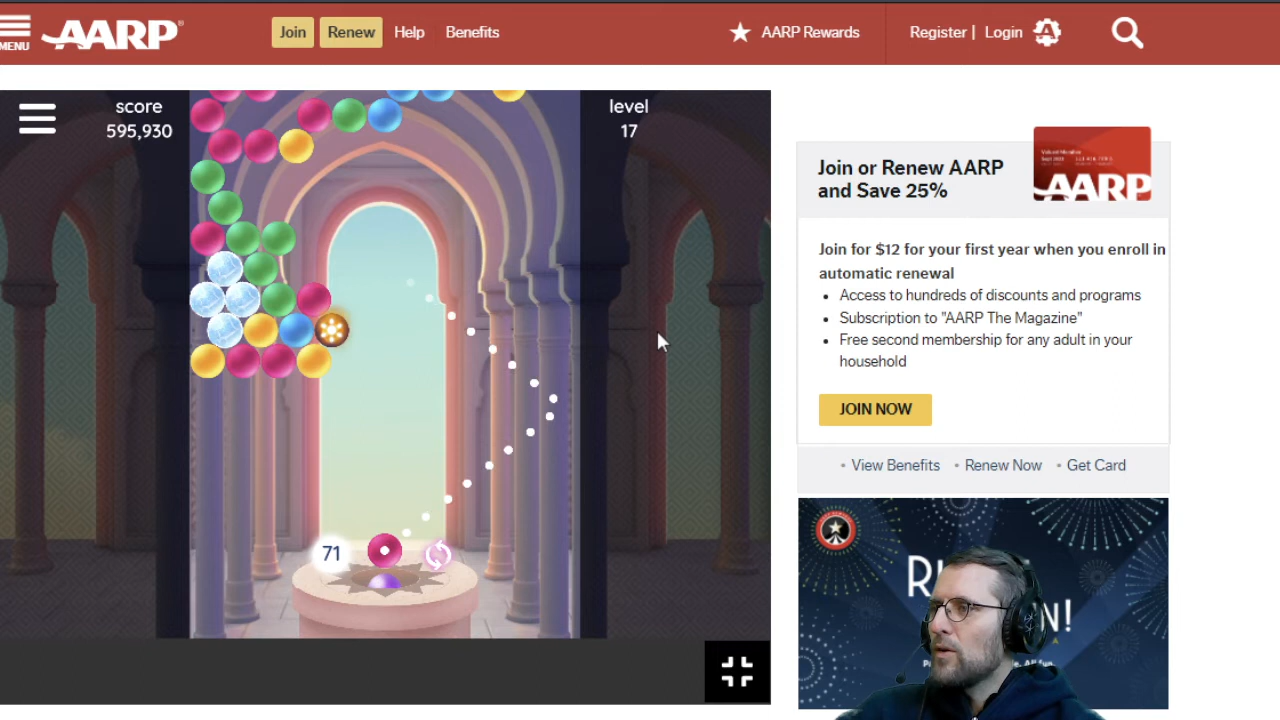 MENU
AARP
Join
Renew
Help
Benefits
AARP Rewards
Register |
Login
score
595,930
level
17
71
Join or Renew AARP
and Save 25%
AARP
Join for $12 for your first year when you enroll in
automatic renewal
• Access to hundreds of discounts and programs
• Subscription to "AARP The Magazine"
• Free second membership for any adult in your
household
JOIN NOW
• View Benefits
• Renew Now
• Get Card